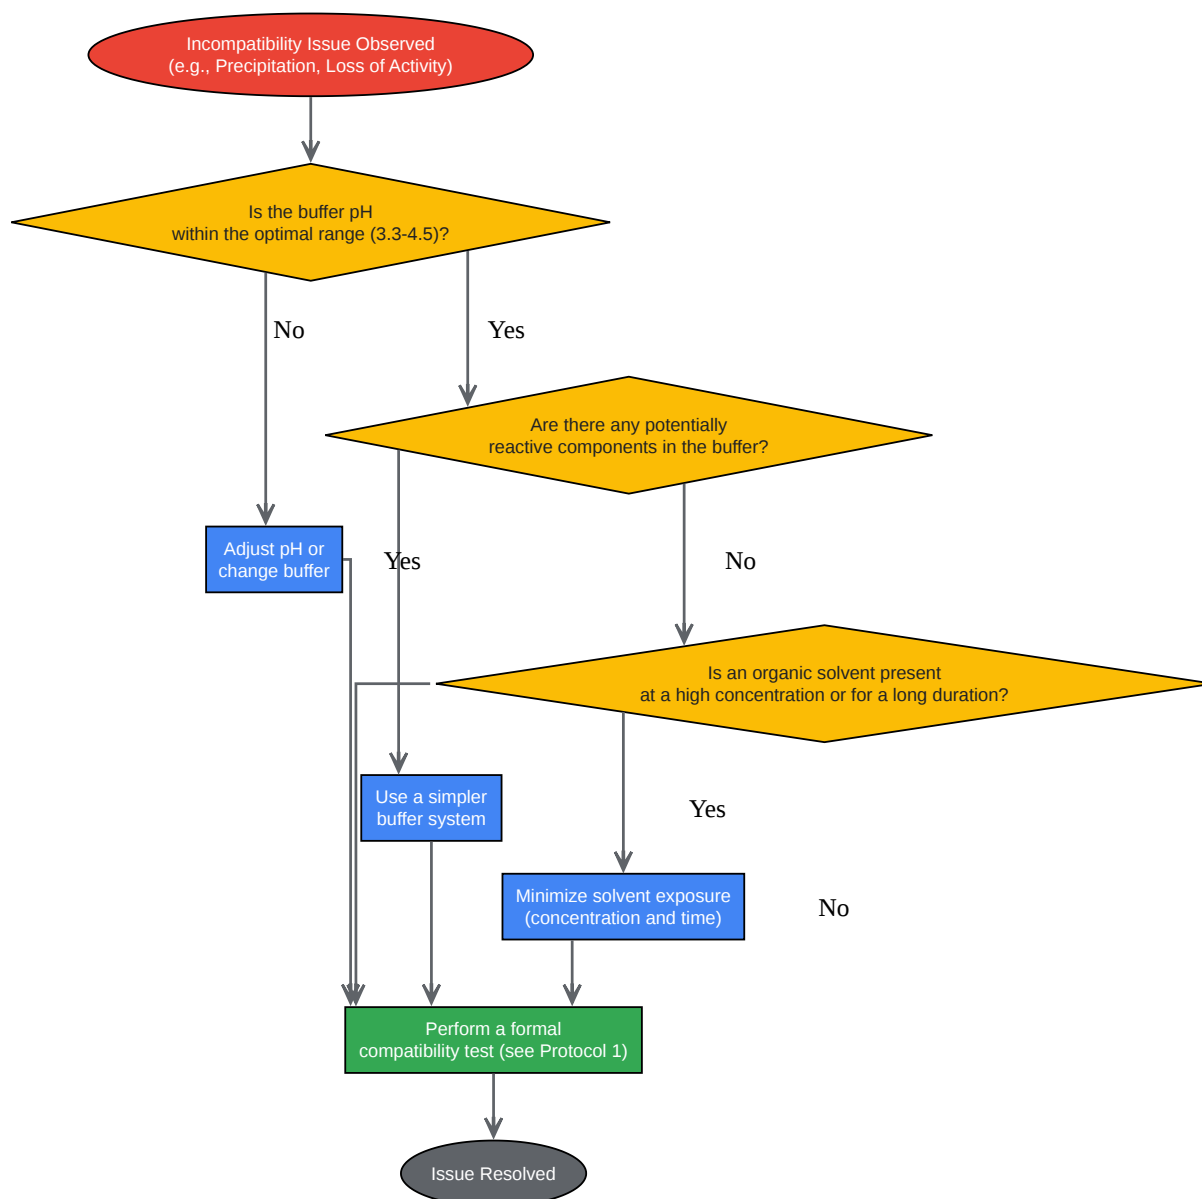 Incompatibility Issue Observed
(e.g., Precipitation, Loss of Activity)
Is the buffer pH
within the optimal range (3.3-4.5)?
No
Yes
Are there any potentially
reactive components in the buffer?
Adjust pH or
change buffer
Yes
No
Is an organic solvent present
at a high concentration or for a long duration?
Use a simpler
buffer system
Yes
Minimize solvent exposure
(concentration and time)
No
Perform a formal
compatibility test (see Protocol 1)
Issue Resolved